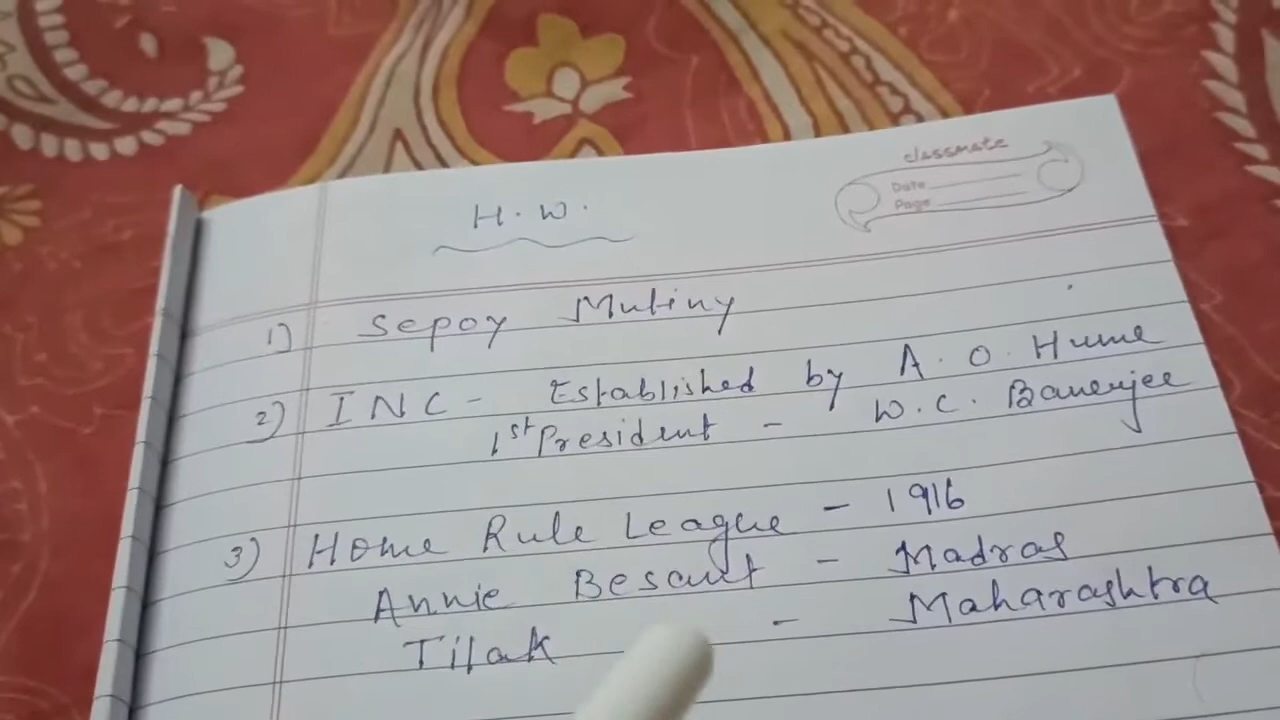 classmate
Date
Page
H.W.
1) Sepoy Mutiny
2) INC - Established by A.O. Hume
1st President - W.C. Banerjee
3) Home Rule League - 1916
Annie Besant - Madras
Tilak - Maharashtra